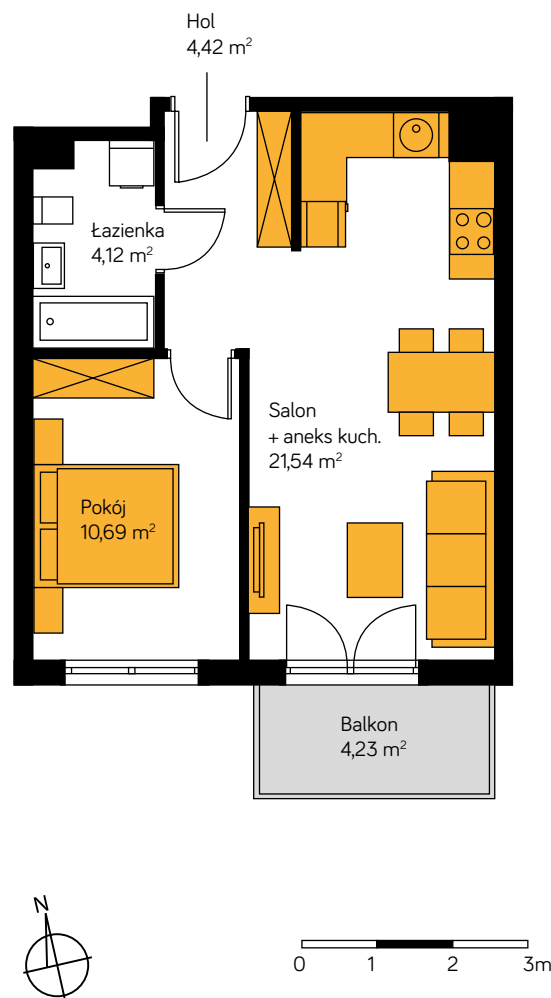 Hol
4,42 m²
Łazienka
4,12 m²
Salon
+ aneks kuch.
21,54 m²
Pokój
10,69 m²
Balkon
4,23 m²
N
0 1 2 3m